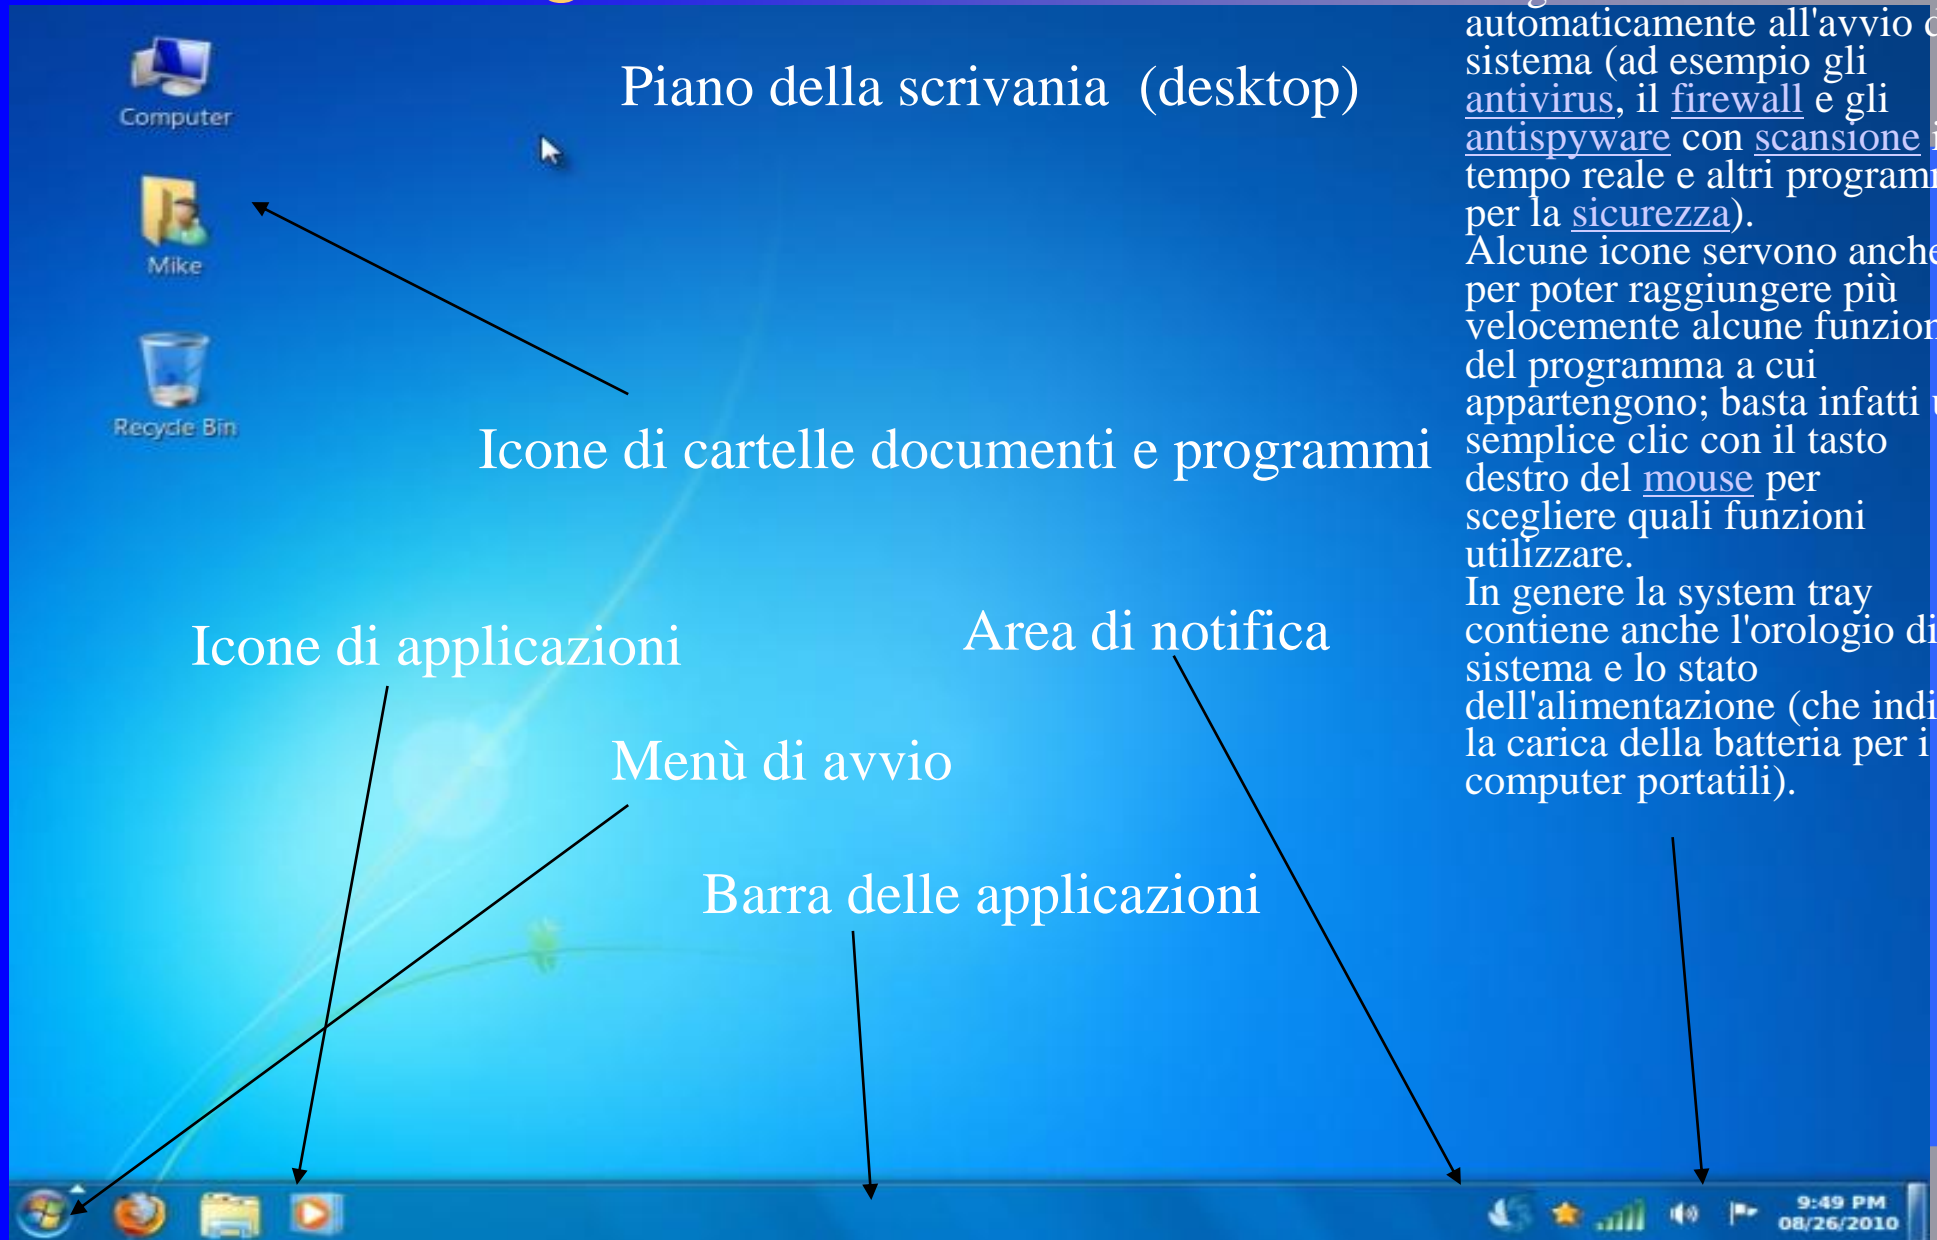 Computer
Mike
Recycle Bin
Piano della scrivania (desktop)
Icone di cartelle documenti e programmi
Icone di applicazioni
Area di notifica
Menù di avvio
Barra delle applicazioni
automaticamente all'avvio
sistema (ad esempio gli
antivirus, il firewall e gli
antispyware con scansione
tempo reale e altri
per la sicurezza).
Alcune icone servono anche
per poter raggiungere più
velocemente alcune
del programma a cui
appartengono; basta infatti
semplice clic con il tasto
destro del mouse per
scegliere quali funzioni
utilizzare.
In genere la system tray
contiene anche l'orologio di
sistema e lo stato
dell'alimentazione (che
la carica della batteria per i
computer portatili).
9:49 PM
08/26/2010